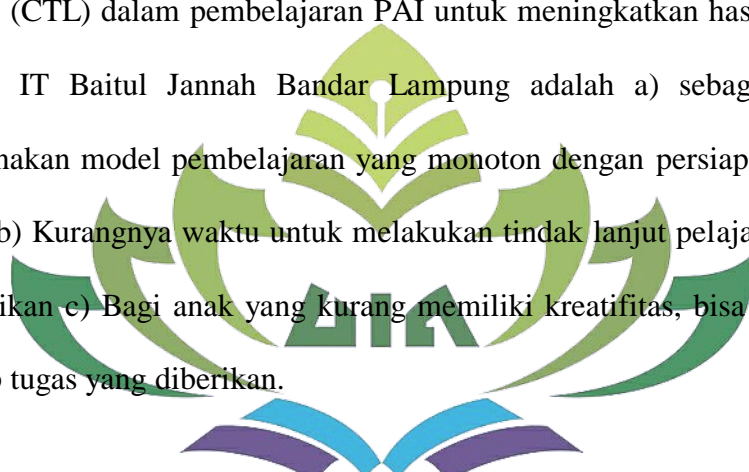 (CTL) dalam pembelajaran PAI untuk meningkatkan has
IT Baitul Jannah Bandar Lampung adalah a) sebag
nakan model pembelajaran yang monoton dengan persiap
b) Kurangnya waktu untuk melakukan tindak lanjut pelaja
ikan c) Bagi anak yang kurang memiliki kreatifitas, bisa
tugas yang diberikan.
UIN